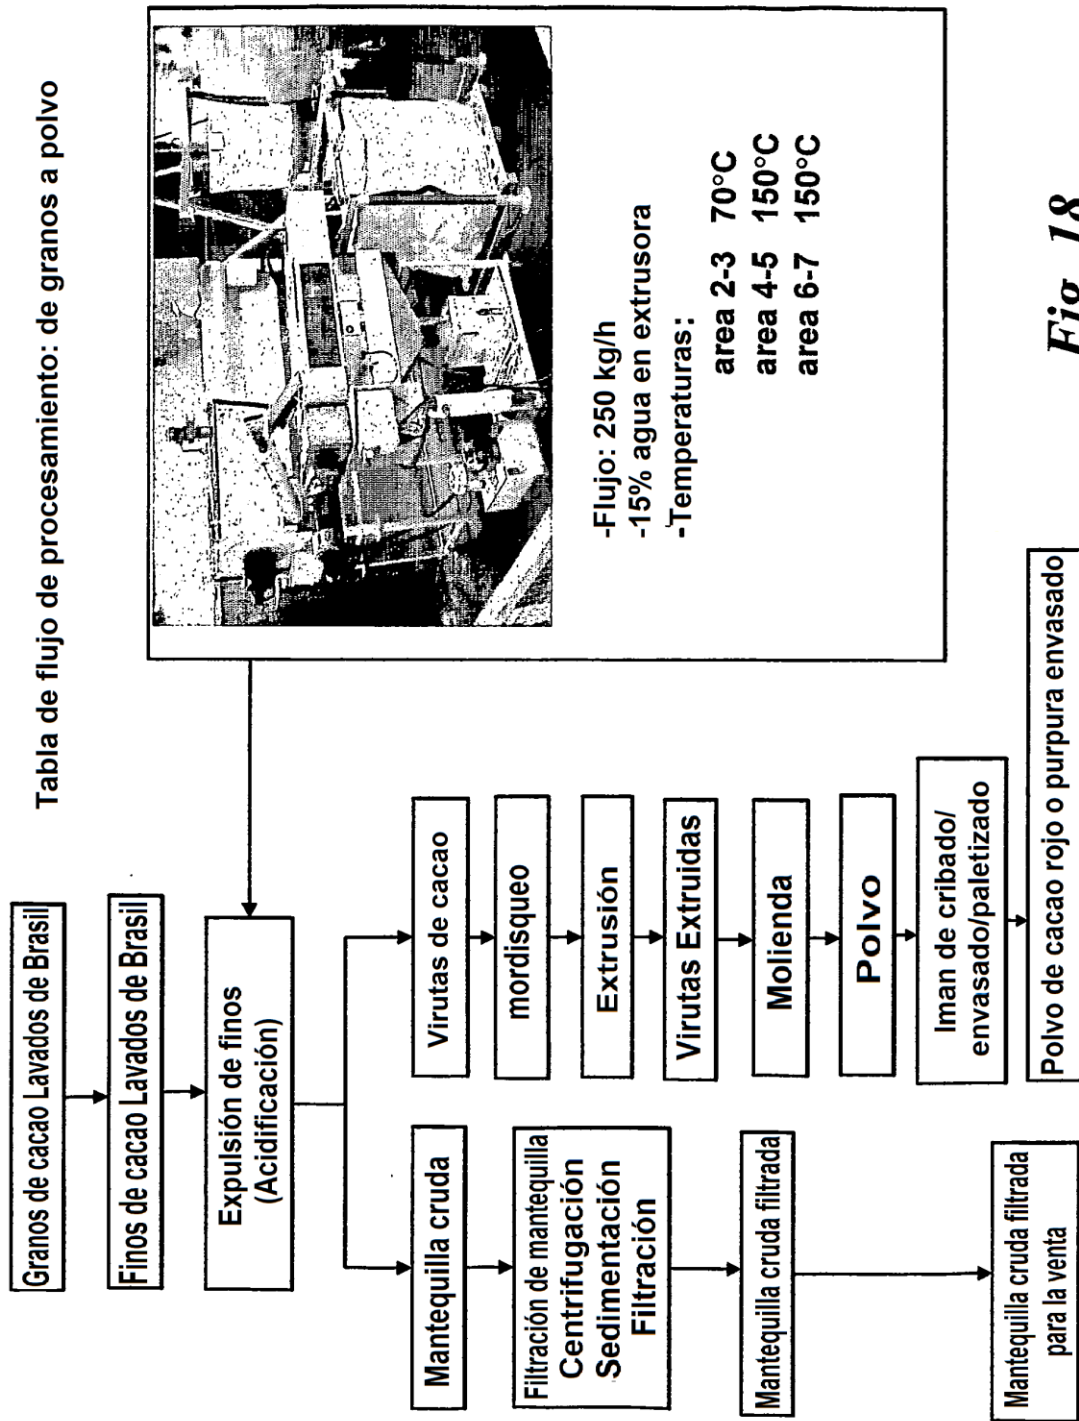 Tabla de flujo de procesamiento: de granos a polvo
Granos de cacao Lavados de Brasil
Finos de cacao Lavados de Brasil
Expulsión de finos
(Acidificación)
-Flujo: 250 kg/h
-15% agua en extrusora
-Temperaturas:
area 2-3 70°C
area 4-5 150°C
area 6-7 150°C
Mantequilla cruda
Filtración de mantequilla
Centrifugación
Sedimentación
Filtración
Mantequilla cruda filtrada
Mantequilla cruda filtrada
para la venta
Virutas de cacao
mordisqueo
Extrusión
Virutas Extruidas
Molienda
Polvo
Iman de cribado/
envasado/paletizado
Polvo de cacao rojo o purpura envasado
Fig. 18